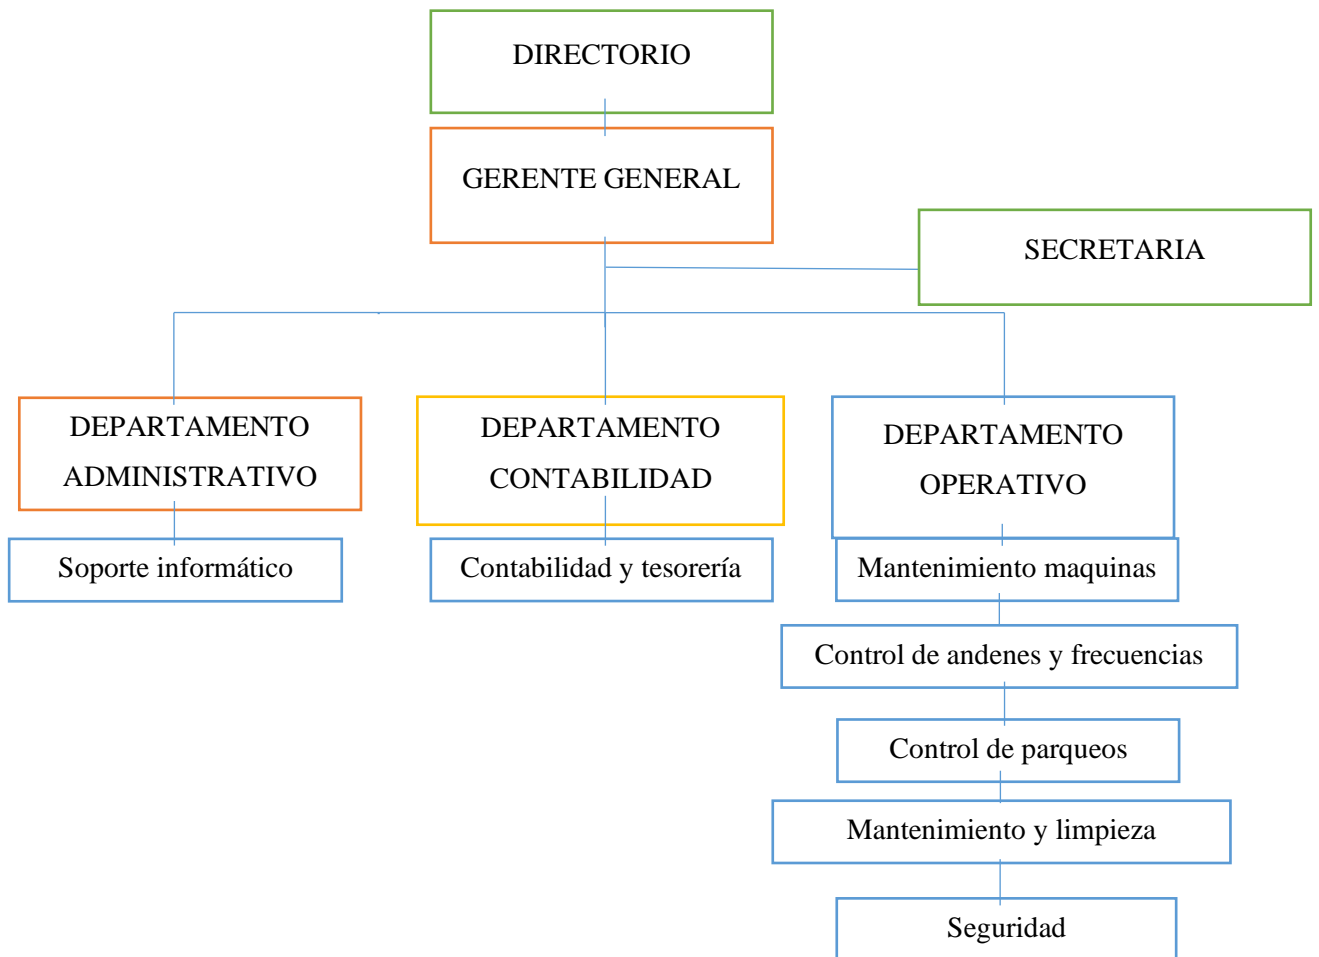 DIRECTORIO
GERENTE GENERAL
SECRETARIA
DEPARTAMENTO
ADMINISTRATIVO
DEPARTAMENTO
CONTABILIDAD
DEPARTAMENTO
OPERATIVO
Soporte informático
Contabilidad y tesorería
Mantenimiento maquinas
Control de andenes y frecuencias
Control de parqueos
Mantenimiento y limpieza
Seguridad